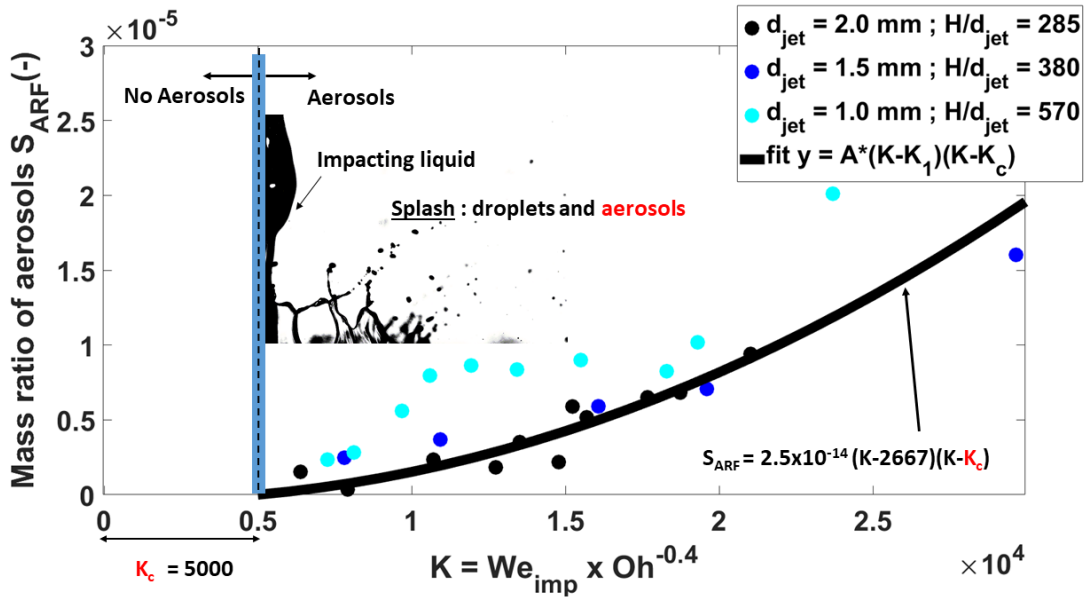 ×10⁻⁵
Mass ratio of aerosols S_ARF(-)
3
2.5
2
1.5
1
0.5
0
d_jet = 2.0 mm ; H/d_jet = 285
d_jet = 1.5 mm ; H/d_jet = 380
d_jet = 1.0 mm ; H/d_jet = 570
fit y = A*(K-K₁)(K-K_c)
No Aerosols
Aerosols
Impacting liquid
Splash : droplets and aerosols
S_ARF = 2.5x10⁻¹⁴ (K-2667)(K-K_c)
0 0.5 1 1.5 2 2.5
K_c = 5000
K = We_imp x Oh^-0.4
×10⁴